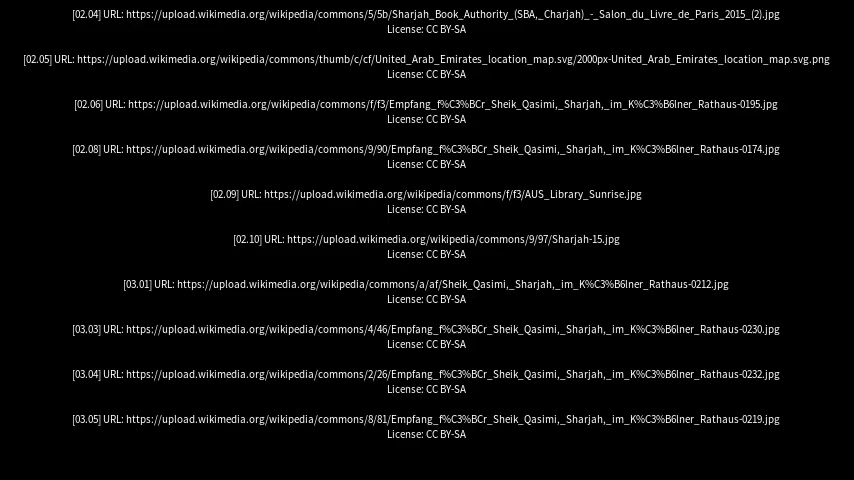 [02.04] URL: https://upload.wikimedia.org/wikipedia/commons/5/5b/Sharjah_Book_Authority_(SBA,_Charjah)_-_Salon_du_Livre_de_Paris_2015_(2).jpg
License: CC BY-SA
[02.05] URL: https://upload.wikimedia.org/wikipedia/commons/thumb/c/cf/United_Arab_Emirates_location_map.svg/2000px-United_Arab_Emirates_location_map.svg.png
License: CC BY-SA
[02.06] URL: https://upload.wikimedia.org/wikipedia/commons/f/f3/Empfang_f%C3%BCr_Sheik_Qasimi,_Sharjah,_im_K%C3%B6lner_Rathaus-0195.jpg
License: CC BY-SA
[02.08] URL: https://upload.wikimedia.org/wikipedia/commons/9/90/Empfang_f%C3%BCr_Sheik_Qasimi,_Sharjah,_im_K%C3%B6lner_Rathaus-0174.jpg
License: CC BY-SA
[02.09] URL: https://upload.wikimedia.org/wikipedia/commons/f/f3/AUS_Library_Sunrise.jpg
License: CC BY-SA
[02.10] URL: https://upload.wikimedia.org/wikipedia/commons/9/97/Sharjah-15.jpg
License: CC BY-SA
[03.01] URL: https://upload.wikimedia.org/wikipedia/commons/a/af/Sheik_Qasimi,_Sharjah,_im_K%C3%B6lner_Rathaus-0212.jpg
License: CC BY-SA
[03.03] URL: https://upload.wikimedia.org/wikipedia/commons/4/46/Empfang_f%C3%BCr_Sheik_Qasimi,_Sharjah,_im_K%C3%B6lner_Rathaus-0230.jpg
License: CC BY-SA
[03.04] URL: https://upload.wikimedia.org/wikipedia/commons/2/26/Empfang_f%C3%BCr_Sheik_Qasimi,_Sharjah,_im_K%C3%B6lner_Rathaus-0232.jpg
License: CC BY-SA
[03.05] URL: https://upload.wikimedia.org/wikipedia/commons/8/81/Empfang_f%C3%BCr_Sheik_Qasimi,_Sharjah,_im_K%C3%B6lner_Rathaus-0219.jpg
License: CC BY-SA